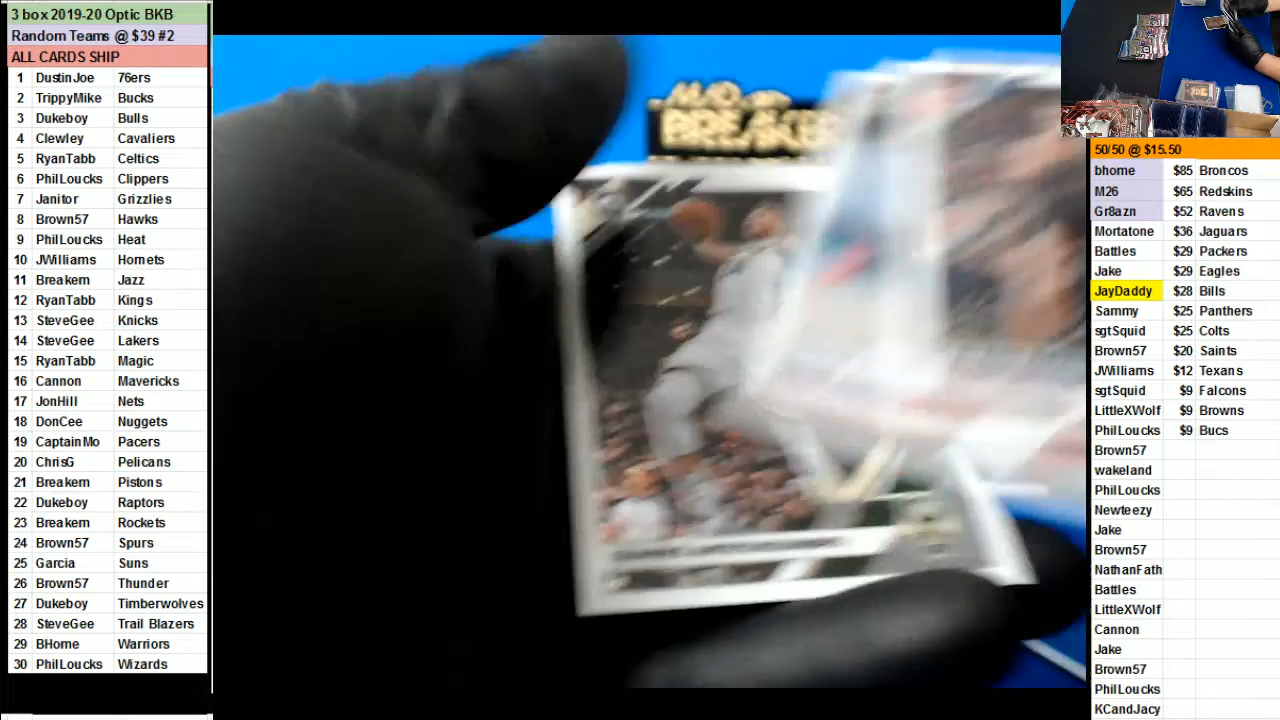 3 box 2019-20 Optic BKB
Random Teams @ $39 #2
ALL CARDS SHIP
1 DustinJoe 76ers
2 TrippyMike Bucks
3 Dukeboy Bulls
4 Clewley Cavaliers
5 RyanTabb Celtics
6 PhilLoucks Clippers
7 Janitor Grizzlies
8 Brown57 Hawks
9 PhilLoucks Heat
10 JWilliams Hornets
11 Breakem Jazz
12 RyanTabb Kings
13 SteveGee Knicks
14 SteveGee Lakers
15 RyanTabb Magic
16 Cannon Mavericks
17 JonHill Nets
18 DonCee Nuggets
19 CaptainMo Pacers
20 ChrisG Pelicans
21 Breakem Pistons
22 Dukeboy Raptors
23 Breakem Rockets
24 Brown57 Spurs
25 Garcia Suns
26 Brown57 Thunder
27 Dukeboy Timberwolves
28 SteveGee Trail Blazers
29 BHome Warriors
30 PhilLoucks Wizards
50/50 @ $15.50
bhome $85 Broncos
M26 $65 Redskins
Gr8azn $52 Ravens
Mortatone $36 Jaguars
Battles $29 Packers
Jake $29 Eagles
JayDaddy $28 Bills
Sammy $25 Panthers
sgtSquid $25 Colts
Brown57 $20 Saints
JWilliams $12 Texans
sgtSquid $9 Falcons
LittleXWolf $9 Browns
PhilLoucks $9 Bucs
Brown57
wakeland
PhilLoucks
Newteezy
Jake
Brown57
NathanFath
Battles
LittleXWolf
Cannon
Jake
Brown57
PhilLoucks
KCandJacy